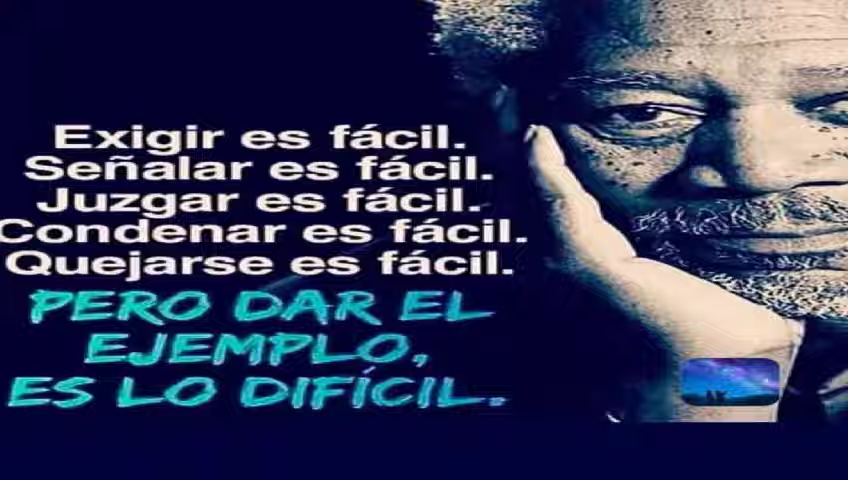 Exigir es fácil.
Señalar es fácil.
Juzgar es fácil.
Condenar es fácil.
Quejarse es fácil.
PERO DAR EL
EJEMPLO,
ES LO DIFÍCIL.